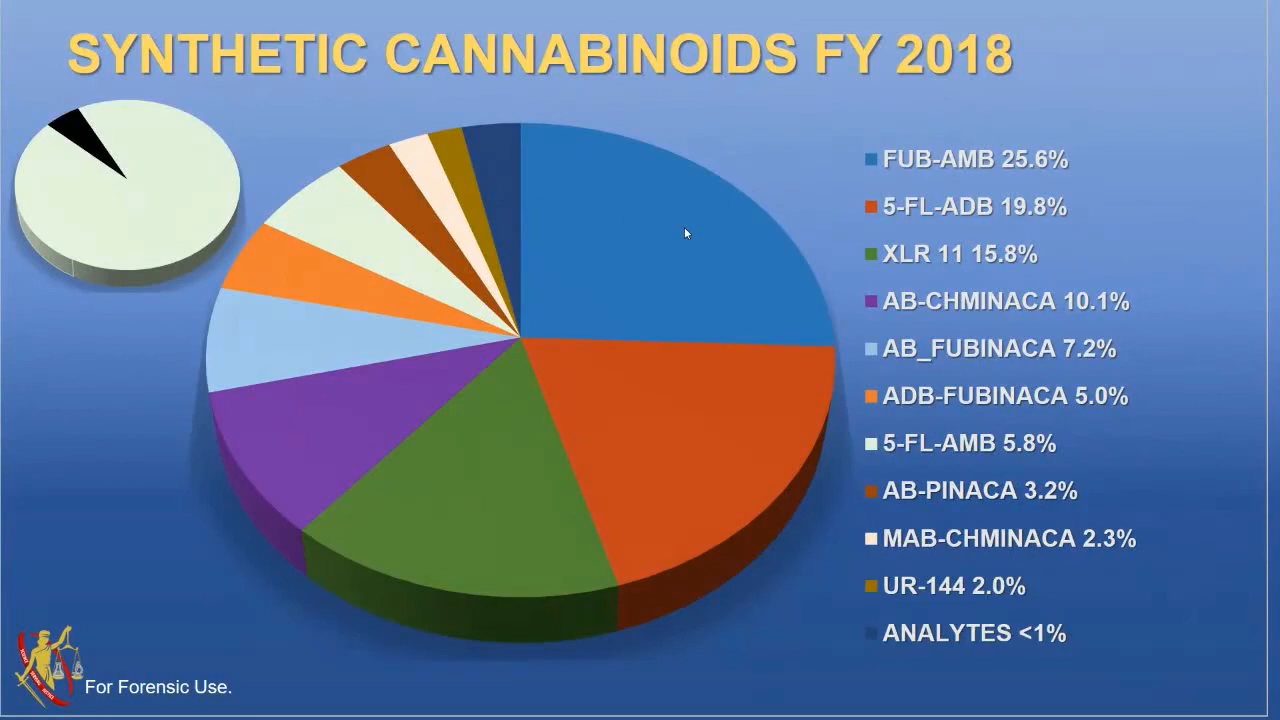 SYNTHETIC CANNABINOIDS FY 2018
FUB-AMB 25.6%
5-FL-ADB 19.8%
XLR 11 15.8%
AB-CHMINACA 10.1%
AB_FUBINACA 7.2%
ADB-FUBINACA 5.0%
5-FL-AMB 5.8%
AB-PINACA 3.2%
MAB-CHMINACA 2.3%
UR-144 2.0%
ANALYTES <1%
For Forensic Use.